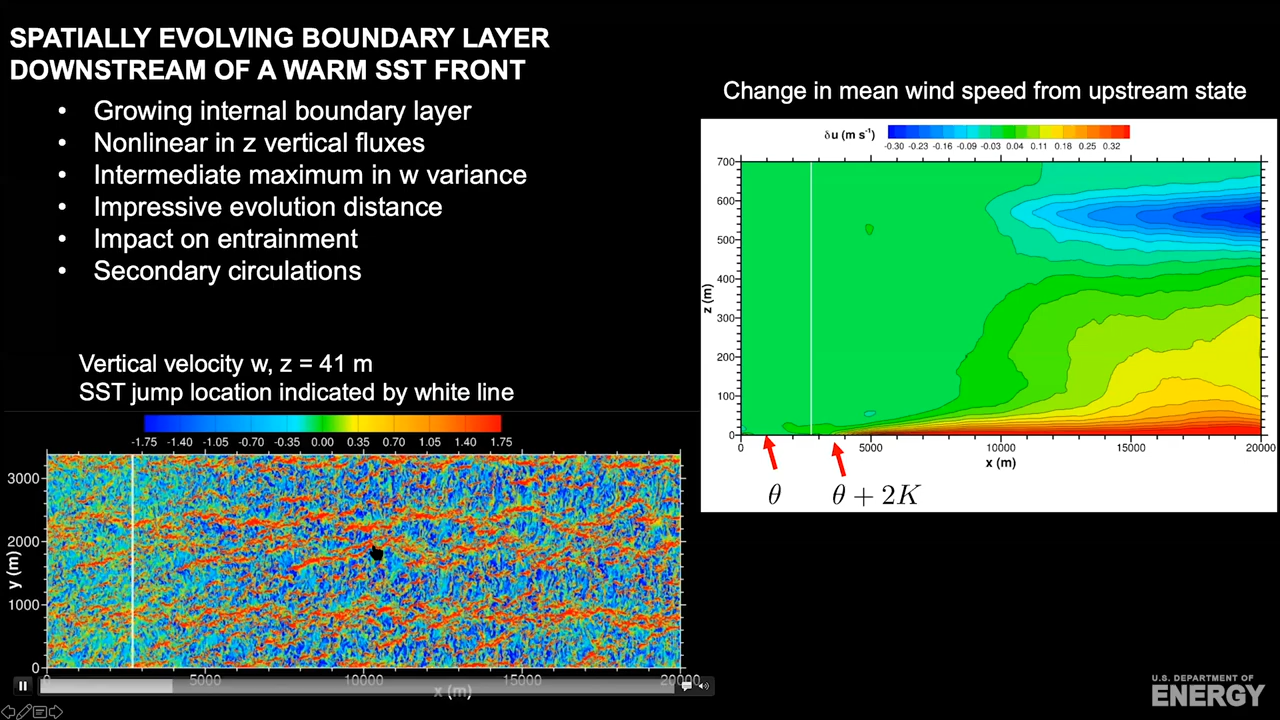 SPATIALLY EVOLVING BOUNDARY LAYER
DOWNSTREAM OF A WARM SST FRONT
• Growing internal boundary layer
• Nonlinear in z vertical fluxes
• Intermediate maximum in w variance
• Impressive evolution distance
• Impact on entrainment
• Secondary circulations
Vertical velocity w, z = 41 m
SST jump location indicated by white line
-1.75 -1.40 -1.05 -0.70 -0.35 0.00 0.35 0.70 1.05 1.40 1.75
3000
2000
1000
0
y (m)
0 5000 10000 15000 20000
x (m)
Change in mean wind speed from upstream state
δu (m s⁻¹)
-0.30 -0.23 -0.16 -0.09 -0.03 0.04 0.11 0.18 0.25 0.32
700
600
500
400
300
200
100
0
z (m)
0 5000 10000 15000 20000
x (m)
θ
θ + 2K
U.S. DEPARTMENT OF
ENERGY